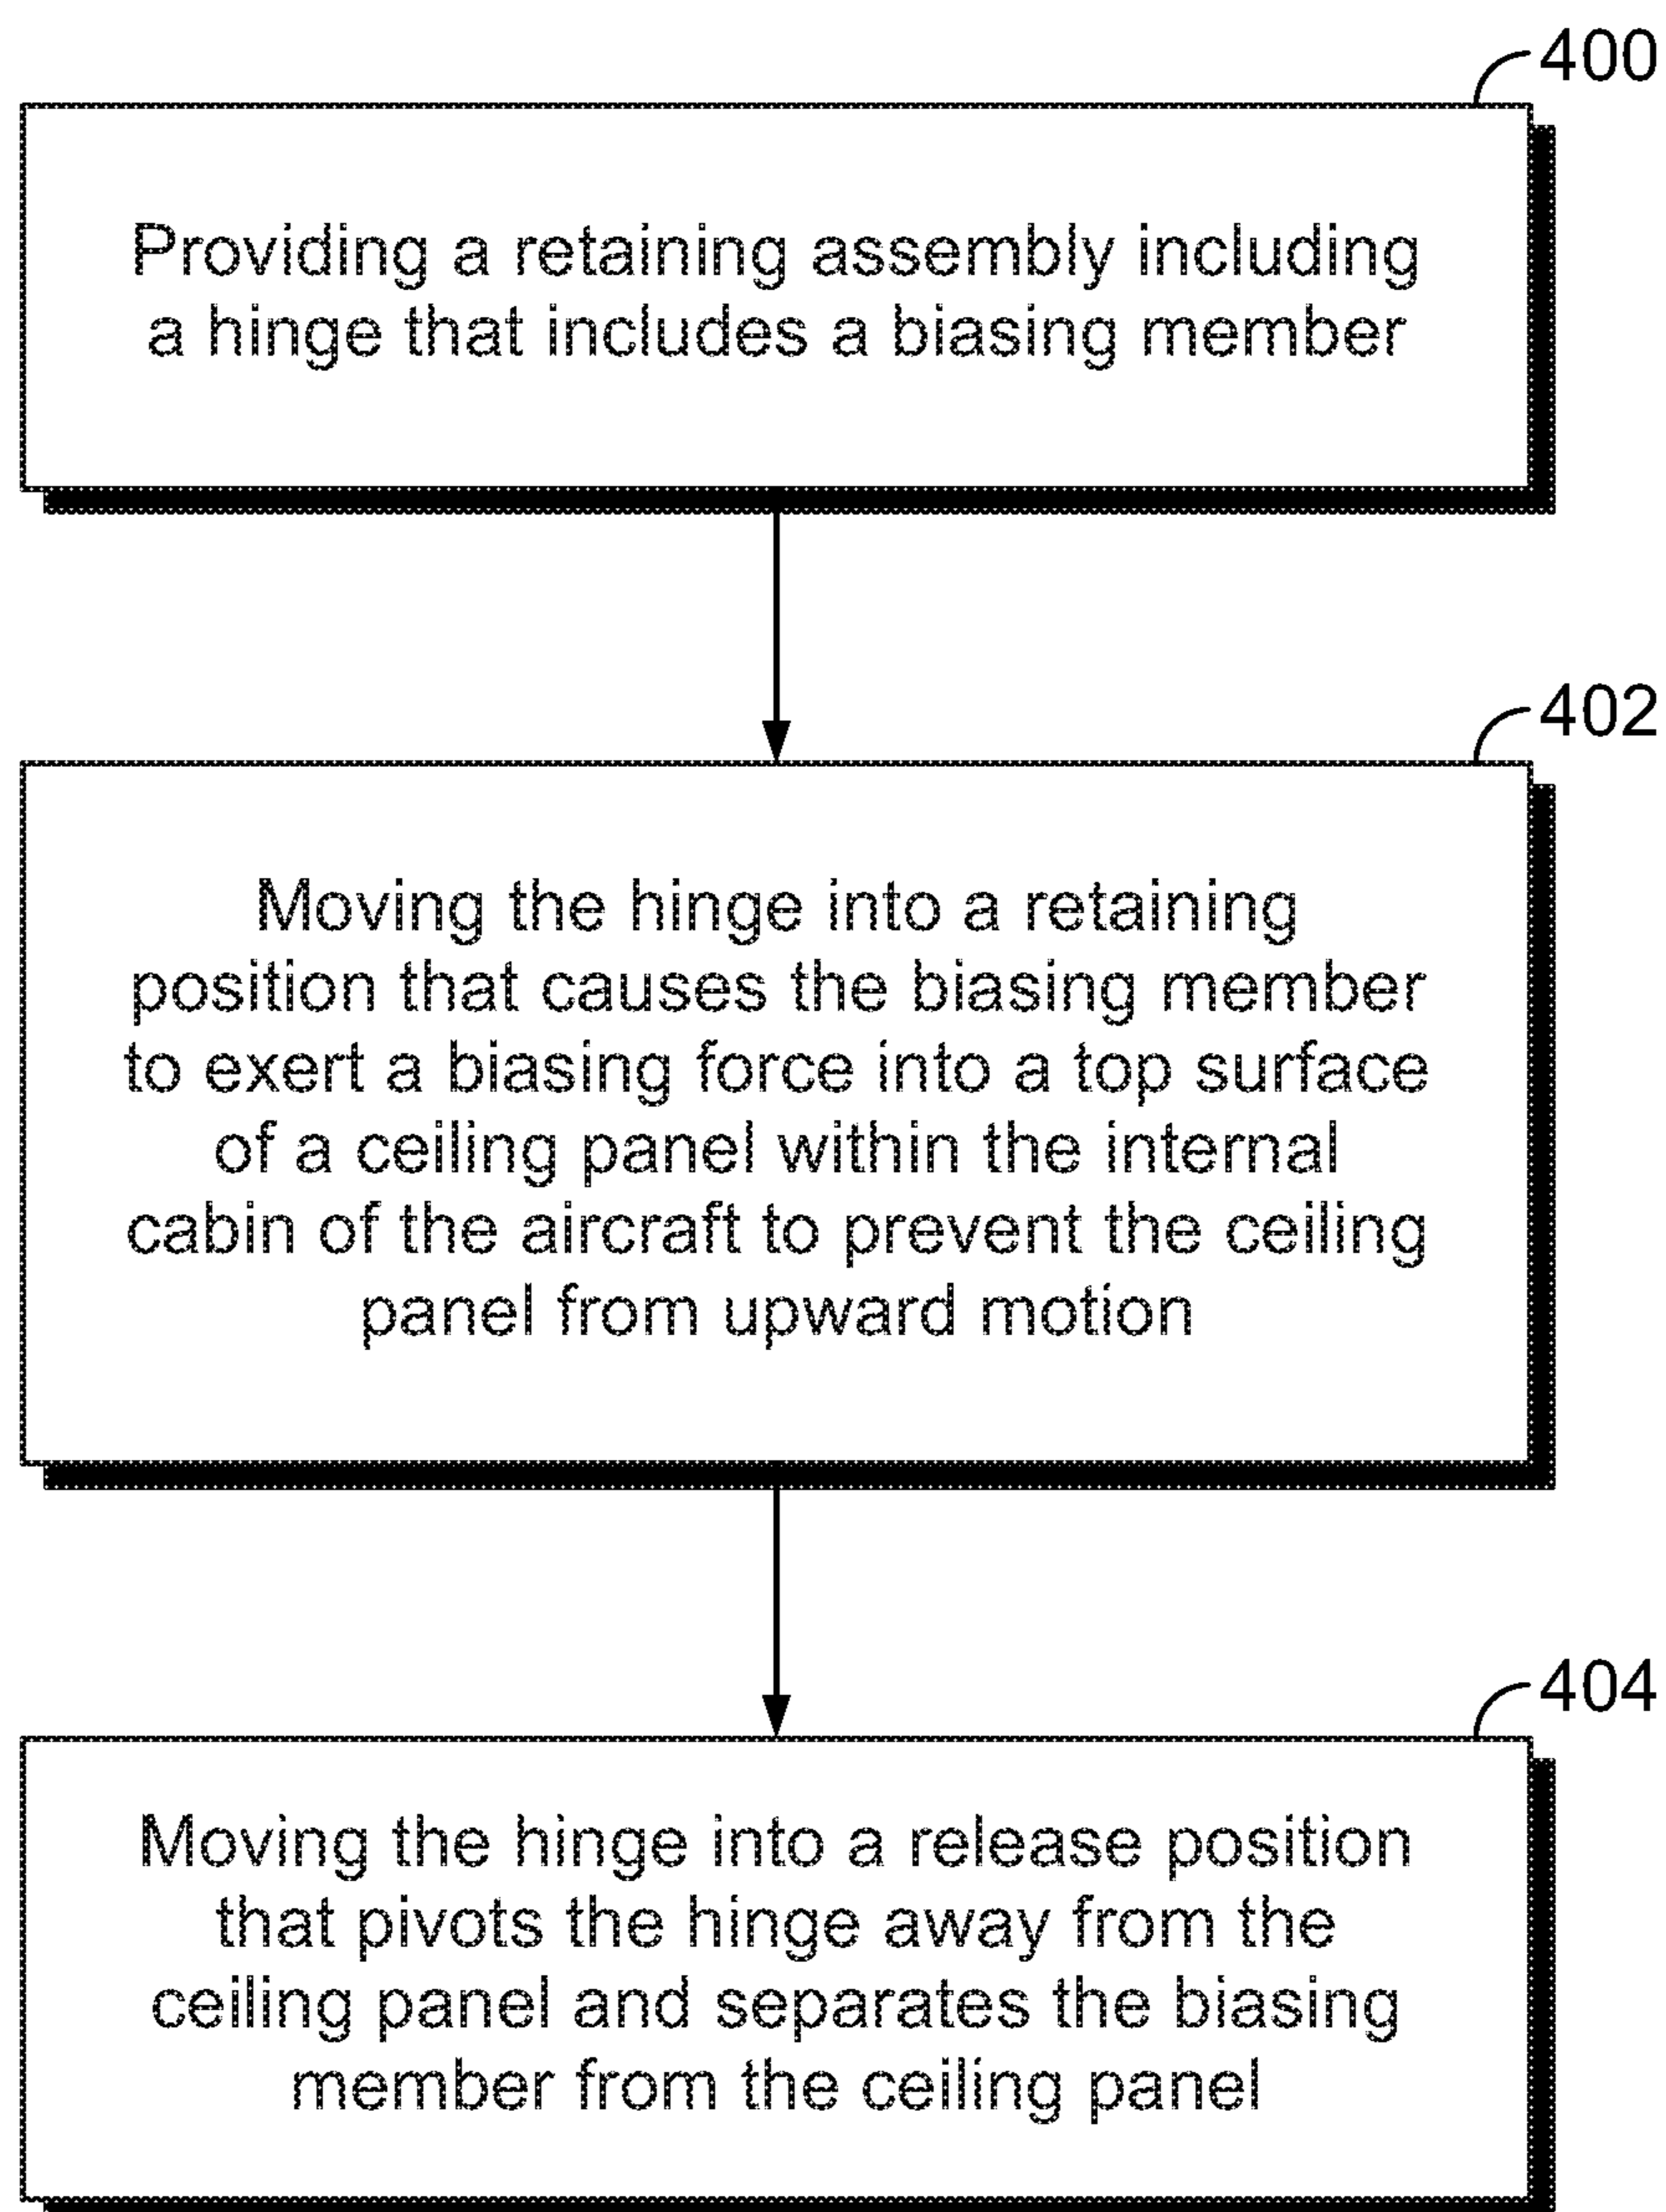 400
Providing a retaining assembly including
a hinge that includes a biasing member
402
Moving the hinge into a retaining
position that causes the biasing member
to exert a biasing force into a top surface
of a ceiling panel within the internal
cabin of the aircraft to prevent the ceiling
panel from upward motion
404
Moving the hinge into a release position
that pivots the hinge away from the
ceiling panel and separates the biasing
member from the ceiling panel